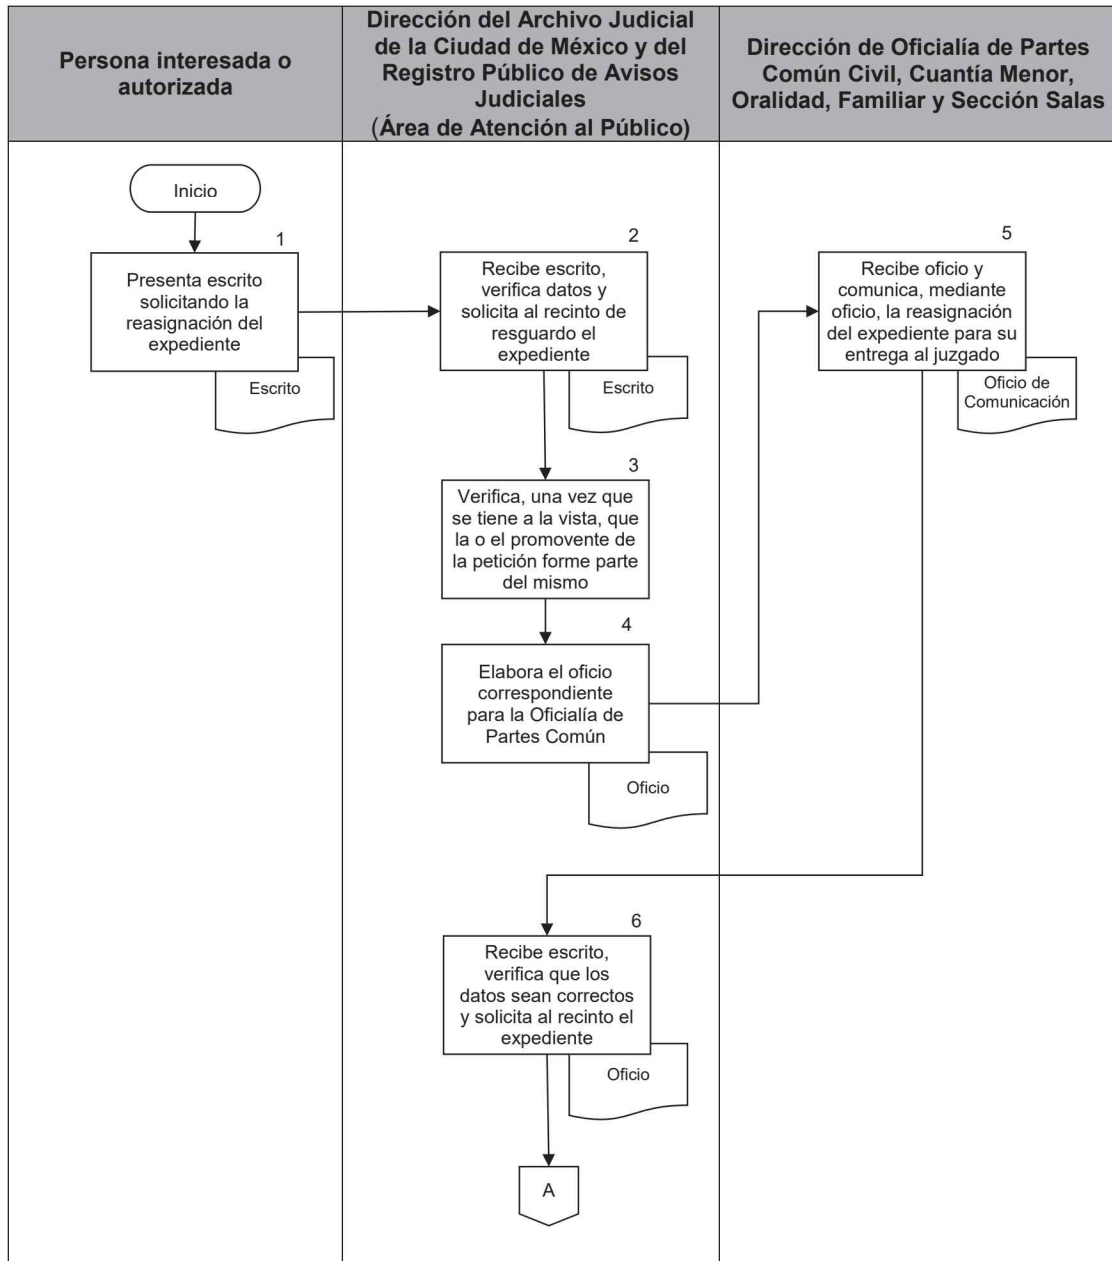 Persona interesada o
autorizada
Dirección del Archivo Judicial
de la Ciudad de México y del
Registro Público de Avisos
Judiciales
(Área de Atención al Público)
Dirección de Oficialía de Partes
Común Civil, Cuantía Menor,
Oralidad, Familiar y Sección Salas
Inicio
1
Presenta escrito
solicitando la
reasignación del
expediente
Escrito
2
Recibe escrito,
verifica datos y
solicita al recinto de
resguardo el
expediente
Escrito
3
Verifica, una vez que
se tiene a la vista, que
la o el promovente de
la petición forme parte
del mismo
4
Elabora el oficio
correspondiente
para la Oficialía de
Partes Común
Oficio
5
Recibe oficio y
comunica, mediante
oficio, la reasignación
del expediente para su
entrega al juzgado
Oficio de
Comunicación
6
Recibe escrito,
verifica que los
datos sean correctos
y solicita al recinto el
expediente
Oficio
A